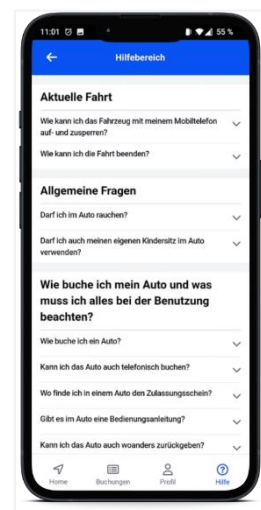 11:01
55 %
Hilfebereich
Aktuelle Fahrt
Wie kann ich das Fahrzeug mit meinem Mobiltelefon
auf- und zusperren?
Wie kann ich die Fahrt beenden?
Allgemeine Fragen
Darf ich im Auto rauchen?
Darf ich auch meinen eigenen Kindersitz im Auto
verwenden?
Wie buche ich mein Auto und was
muss ich alles bei der Benutzung
beachten?
Wie buche ich ein Auto?
Kann ich das Auto auch telefonisch buchen?
Wo finde ich in einem Auto den Zulassungsschein?
Gibt es im Auto eine Bedienungsanleitung?
Kann ich das Auto auch woanders zurückgeben?
Home Buchungen Profil Hilfe